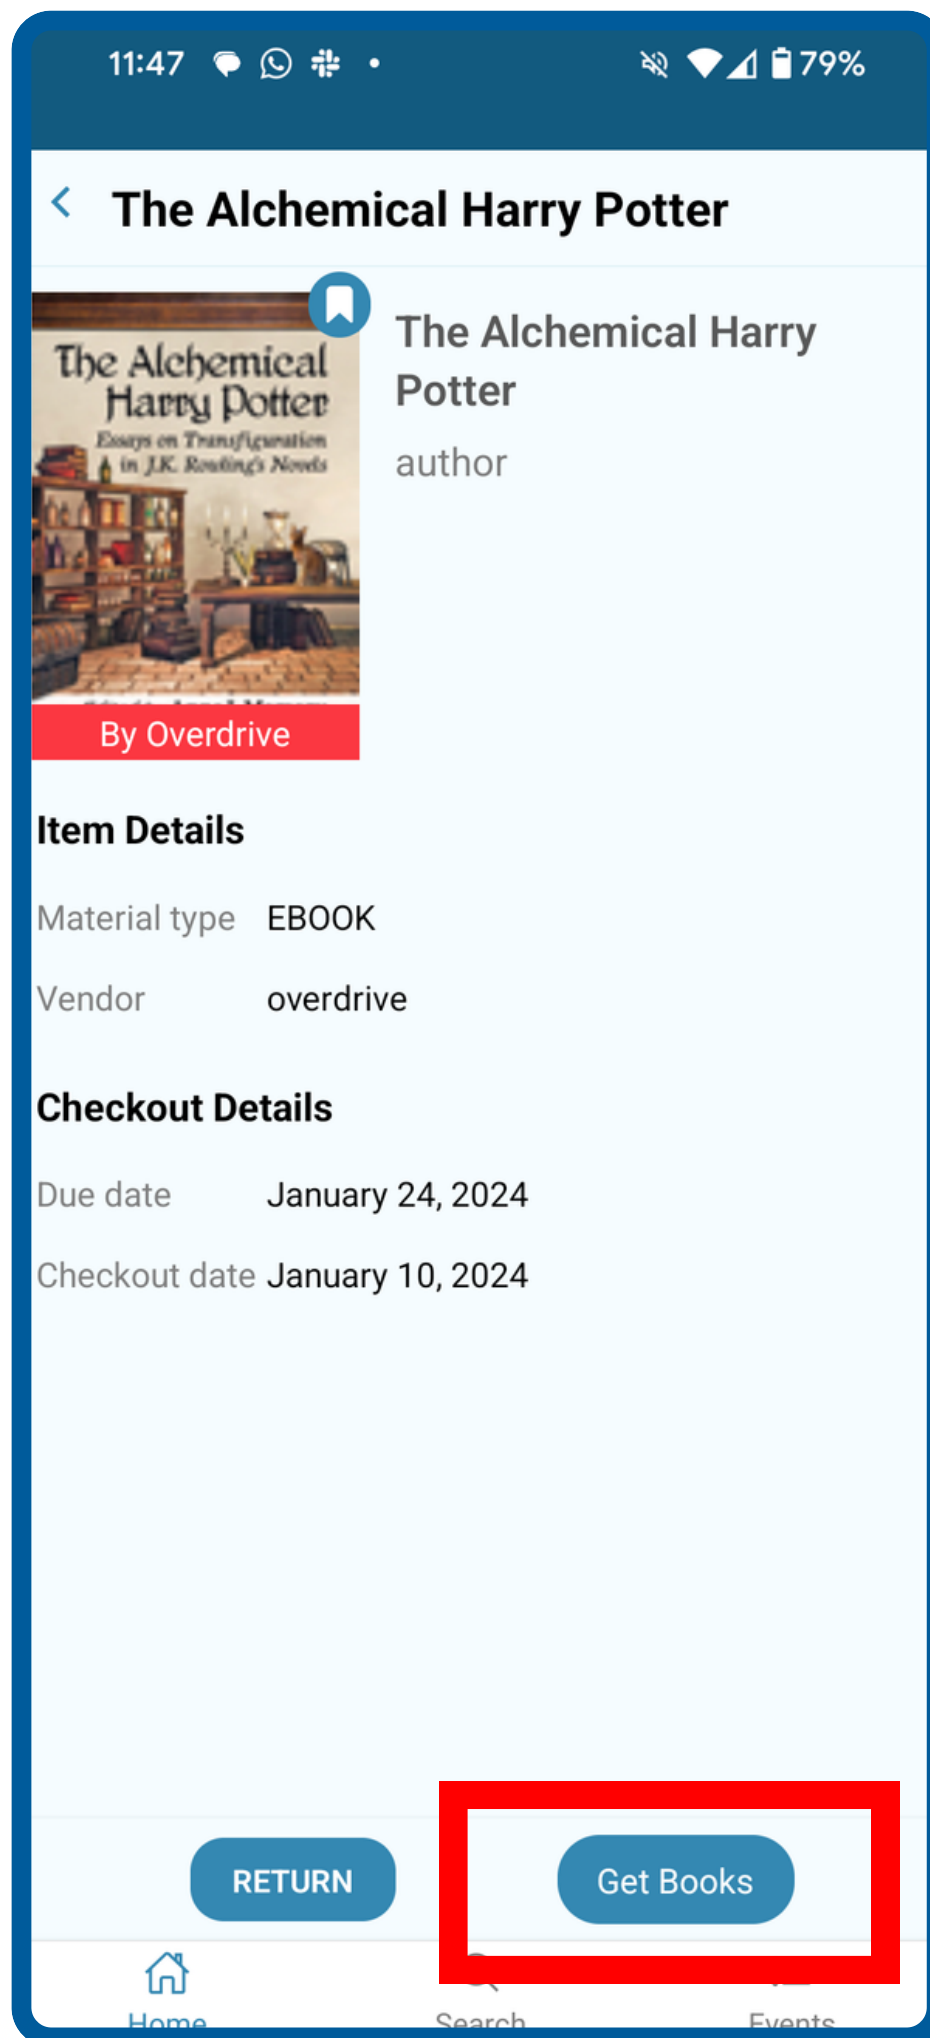 11:47
79%
The Alchemical Harry Potter
The Alchemical
Harry Potter
Essays on Transfiguration
in J.K. Rowling's Novels
By Overdrive
The Alchemical Harry
Potter
author
Item Details
Material type EBOOK
Vendor overdrive
Checkout Details
Due date January 24, 2024
Checkout date January 10, 2024
RETURN
Get Books
Home
Search
Events